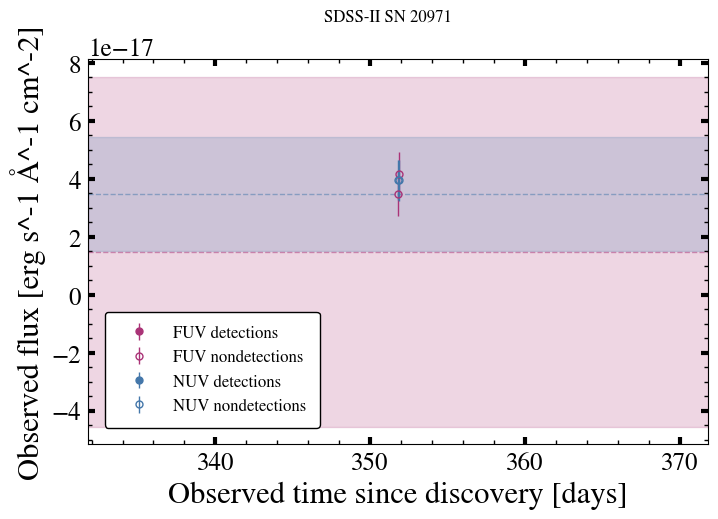 SDSS-II SN 20971
1e−17
8
6
4
2
0
−2
−4
Observed flux [erg s^-1 Å^-1 cm^-2]
FUV detections
FUV nondetections
NUV detections
NUV nondetections
340 350 360 370
Observed time since discovery [days]